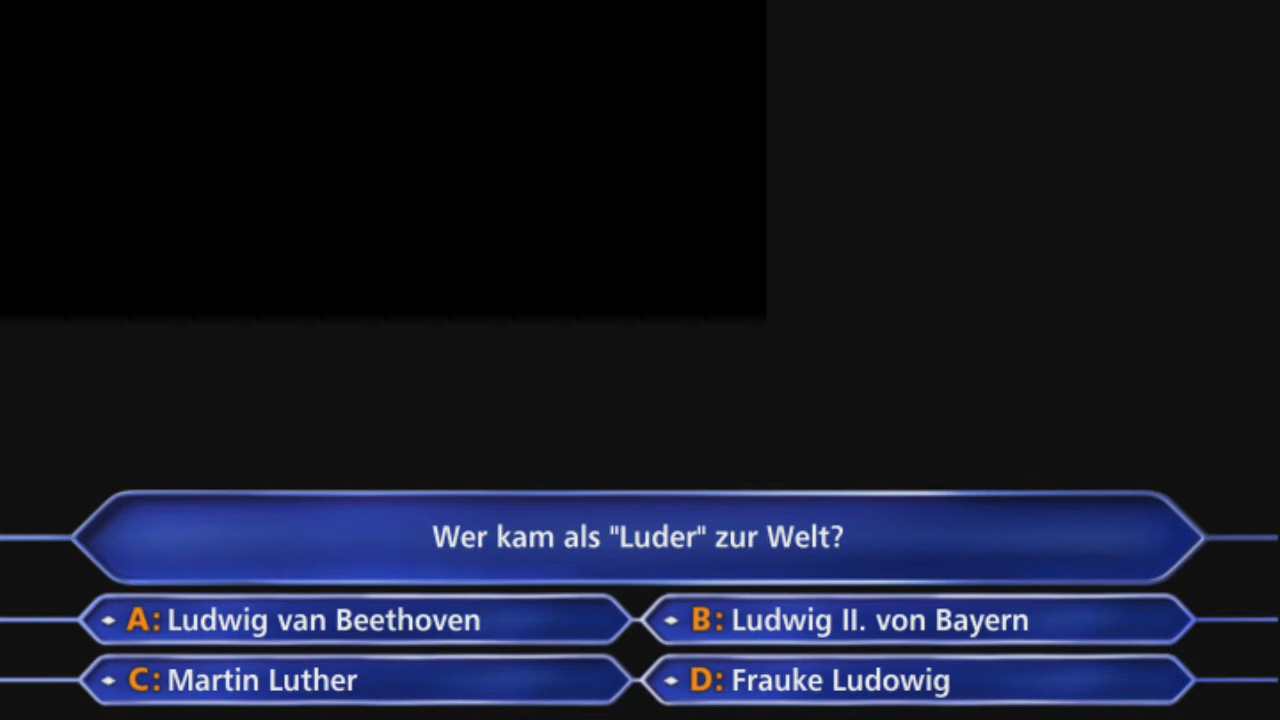 Wer kam als "Luder" zur Welt?
A: Ludwig van Beethoven
B: Ludwig II. von Bayern
C: Martin Luther
D: Frauke Ludowig